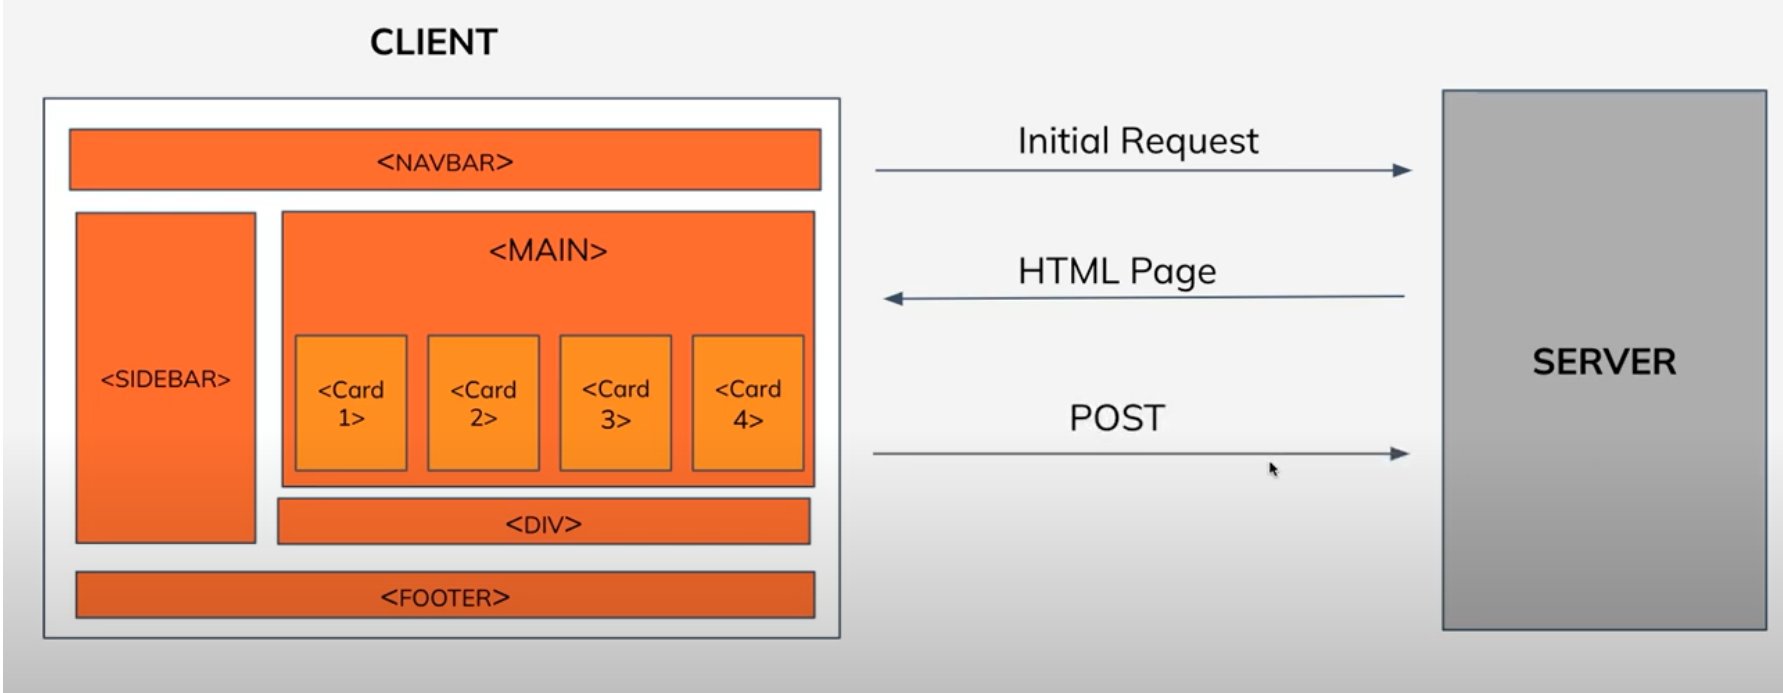 CLIENT
<NAVBAR>
<SIDEBAR>
<MAIN>
<Card
1>
<Card
2>
<Card
3>
<Card
4>
<DIV>
<FOOTER>
Initial Request
HTML Page
POST
SERVER